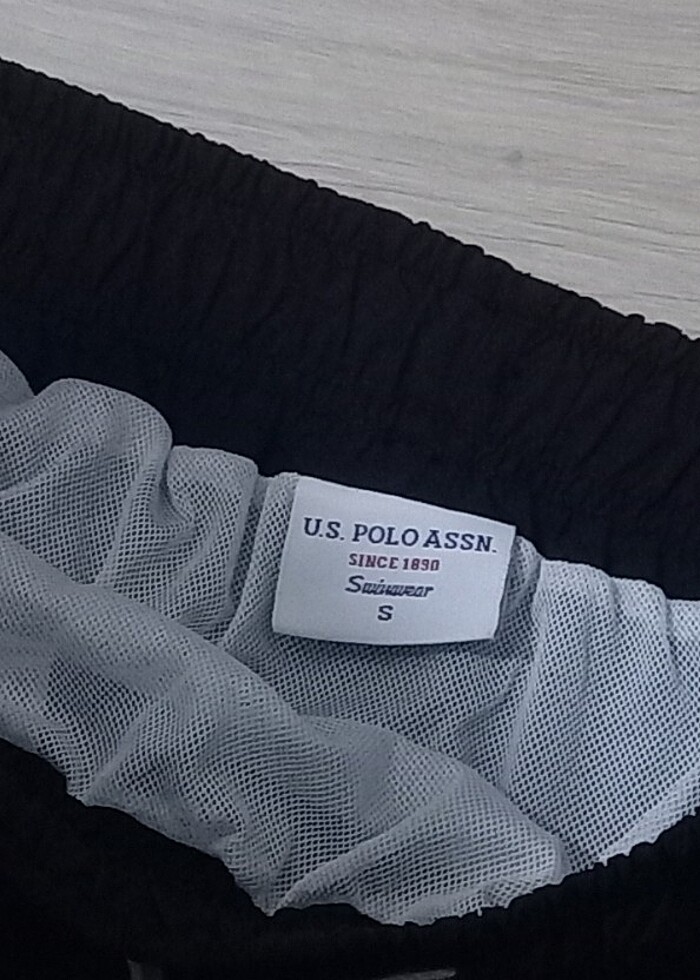 U.S. POLO ASSN.
SINCE 1890
Swimwear
S